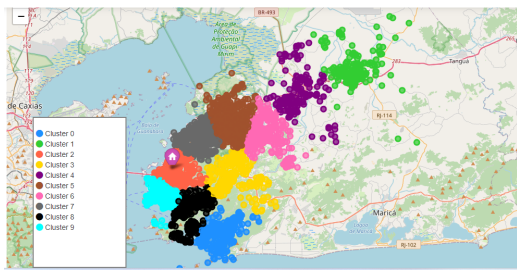 BR-493
Área de
Proteção
Ambiental
de Guapi
Mirim
Tanguá
de Caxias
RJ-114
Maricá
RJ-102
Cluster 0
Cluster 1
Cluster 2
Cluster 3
Cluster 4
Cluster 5
Cluster 6
Cluster 7
Cluster 8
Cluster 9